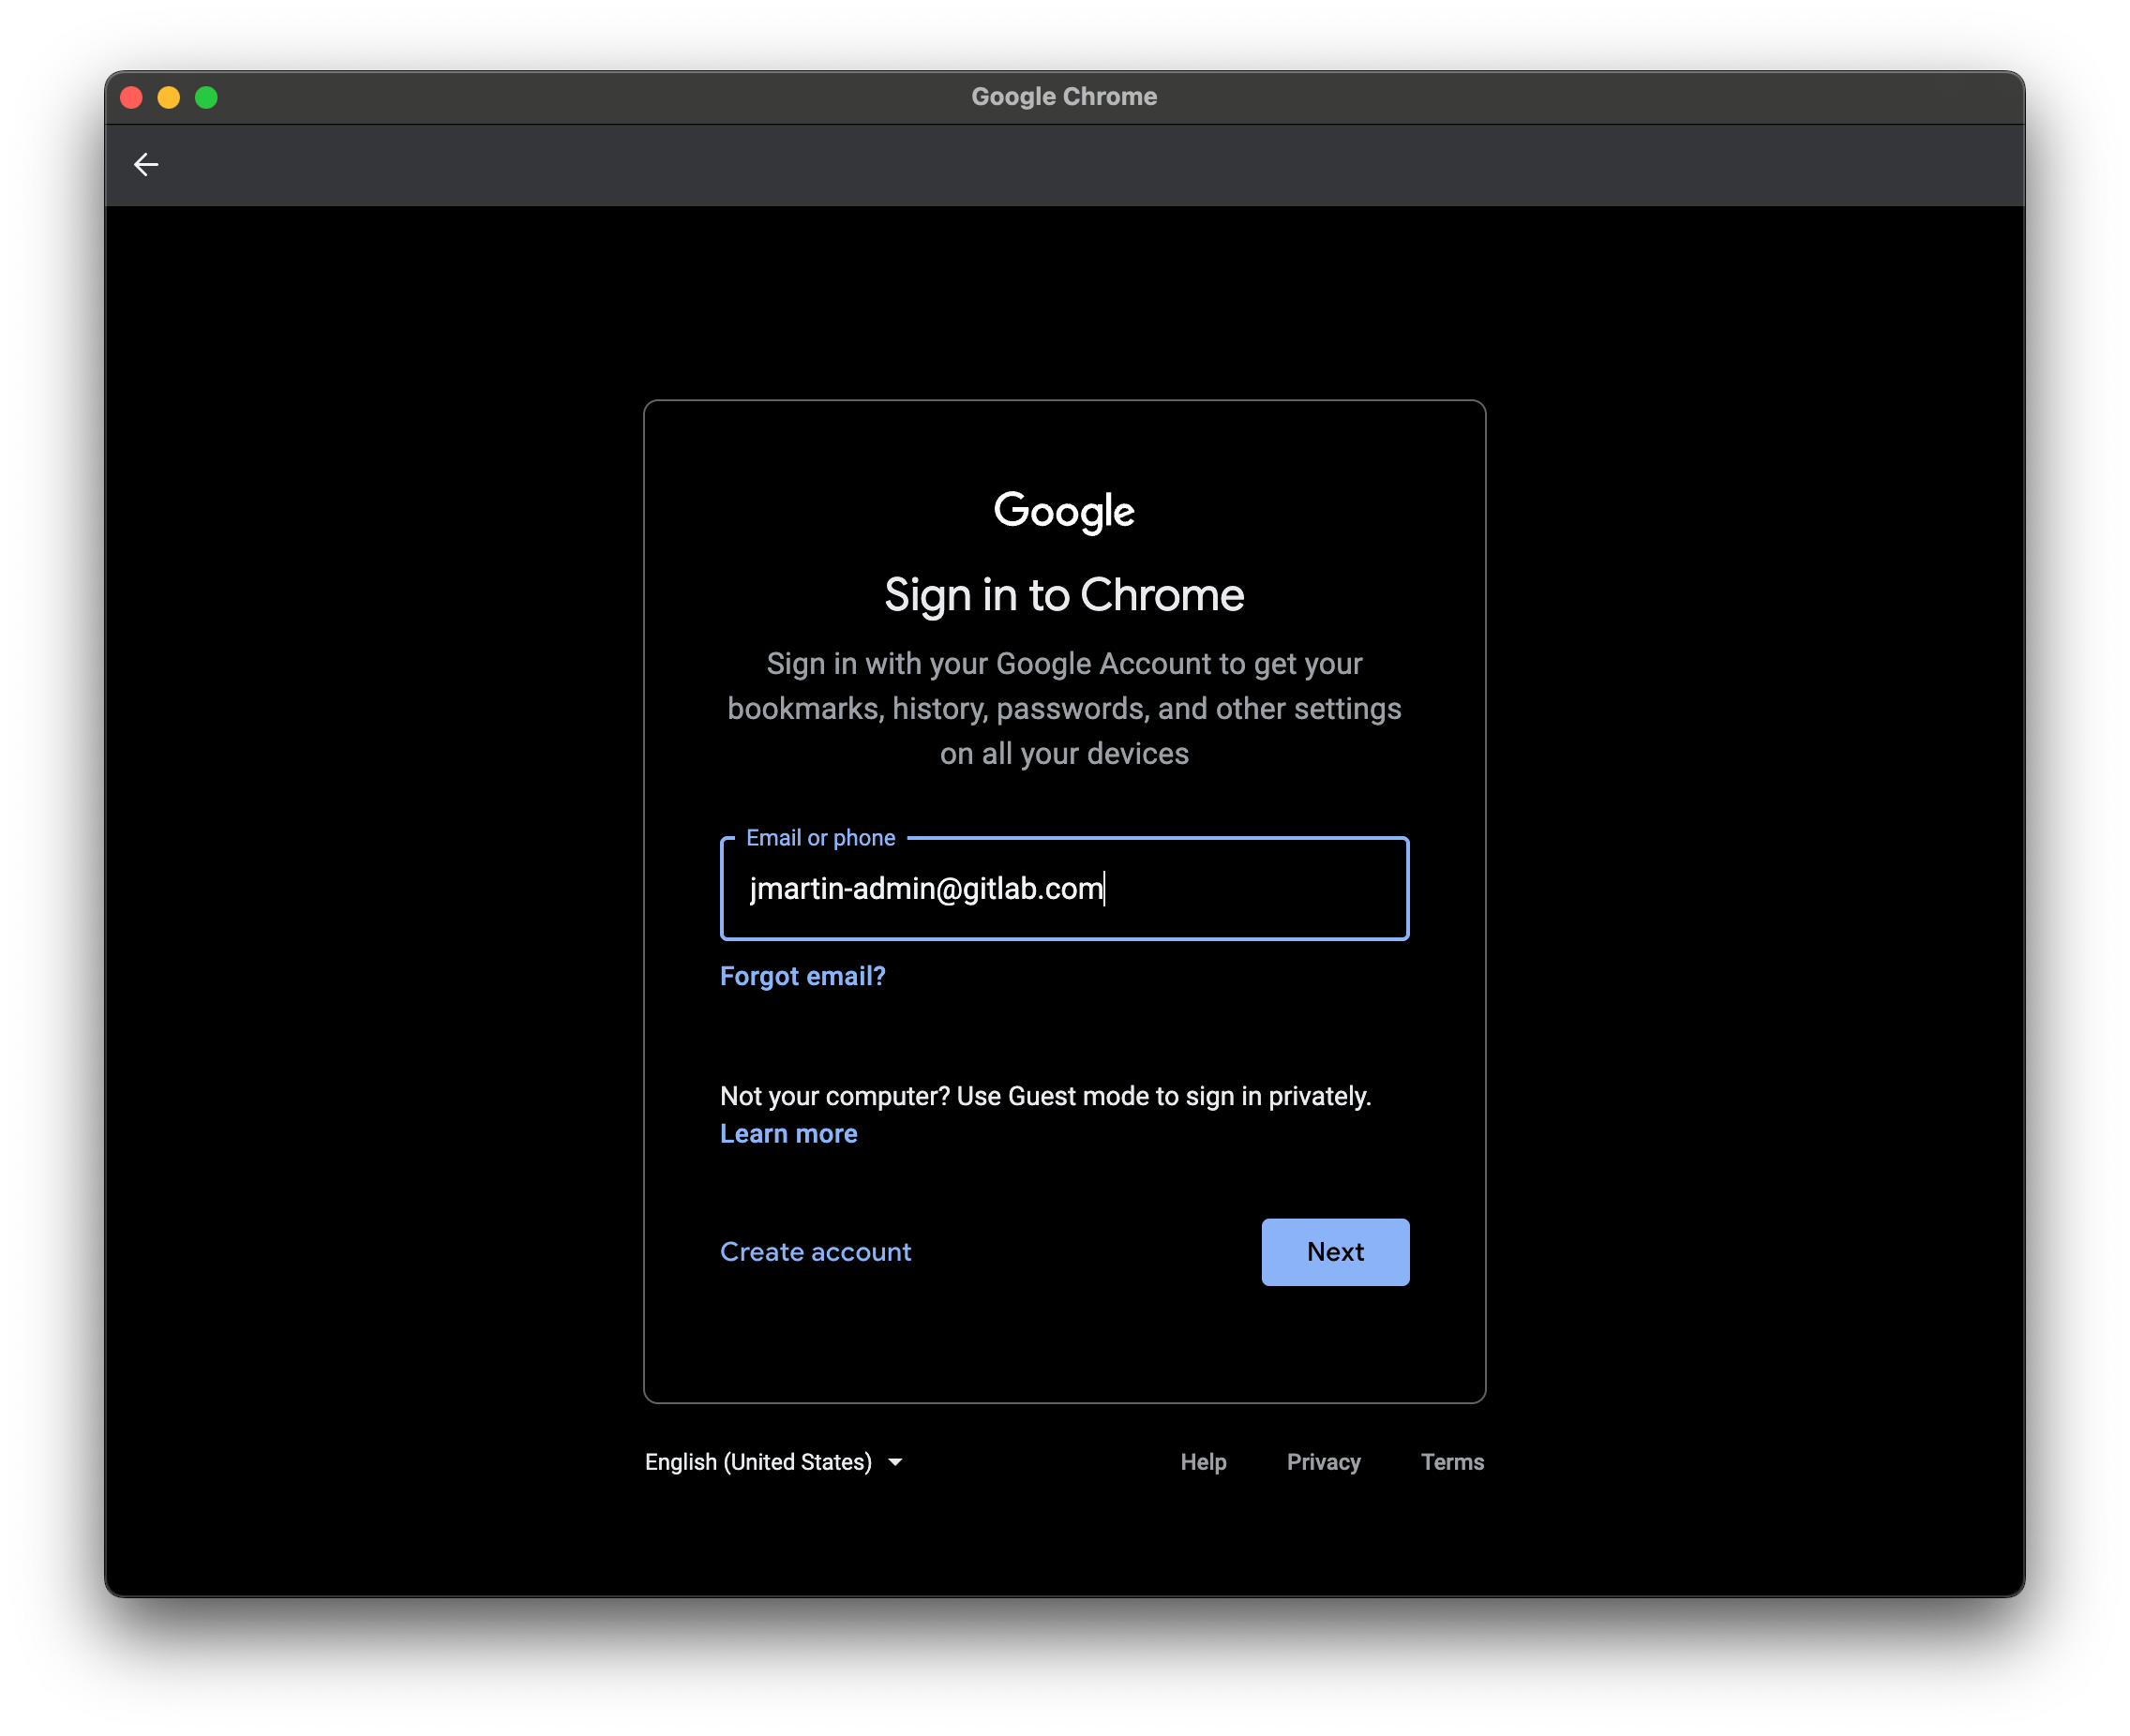 Google Chrome
Google
Sign in to Chrome
Sign in with your Google Account to get your
bookmarks, history, passwords, and other settings
on all your devices
Email or phone
jmartin-admin@gitlab.com
Forgot email?
Not your computer? Use Guest mode to sign in privately.
Learn more
Create account
Next
English (United States)
Help
Privacy
Terms